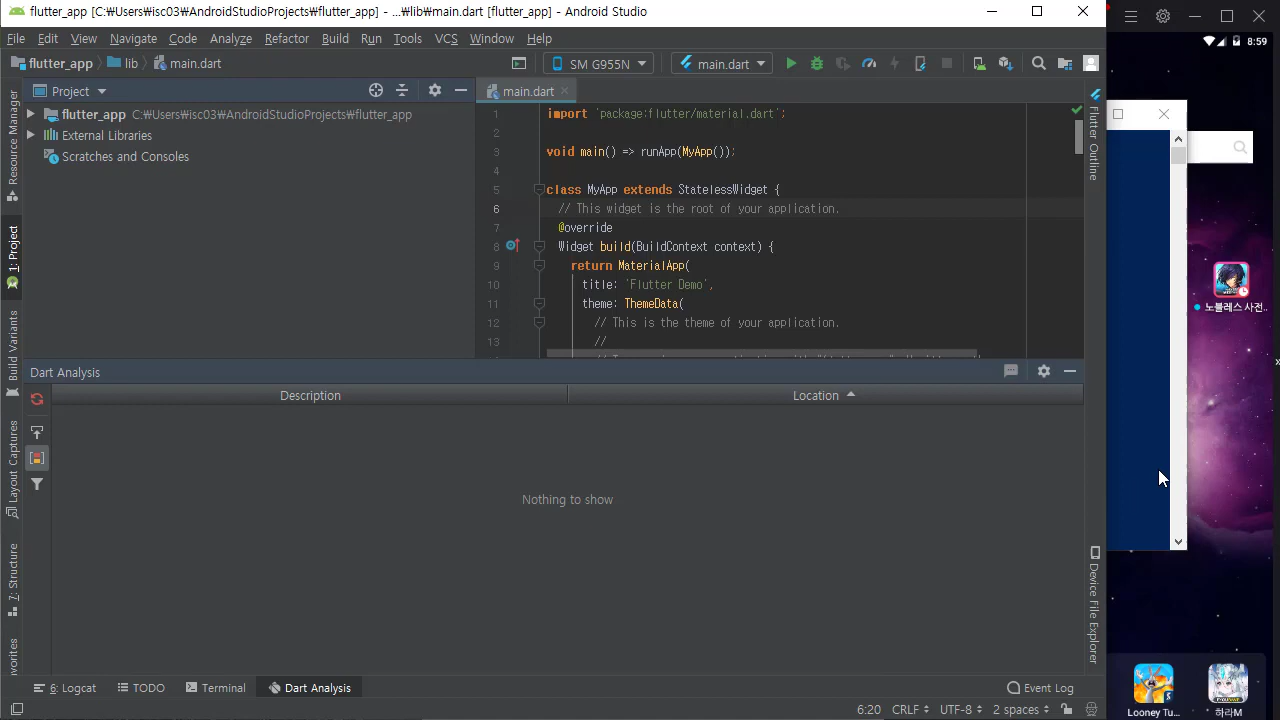 flutter_app [C:₩Users₩isc03₩AndroidStudioProjects₩flutter_app] - ...₩lib₩main.dart [flutter_app] - Android Studio
File Edit View Navigate Code Analyze Refactor Build Run Tools VCS Window Help
8:59
flutter_app lib main.dart
SM G955N main.dart
Project
main.dart
flutter_app C:₩Users₩isc03₩AndroidStudioProjects₩flutter_app
External Libraries
Scratches and Consoles
1 import 'package:flutter/material.dart';
2
3 void main() => runApp(MyApp());
4
5 class MyApp extends StatelessWidget {
6 // This widget is the root of your application.
7 @override
8 Widget build(BuildContext context) {
9 return MaterialApp(
10 title: 'Flutter Demo',
11 theme: ThemeData(
12 // This is the theme of your application.
13 //
Resource Manager
1: Project
Build Variants
Layout Captures
7: Structure
Flutter Outline
Device File Explorer
Dart Analysis
Description Location
Nothing to show
6: Logcat TODO Terminal Dart Analysis Event Log
6:20 CRLF UTF-8 2 spaces
노블레스 사전..
Looney Tu...
하라M